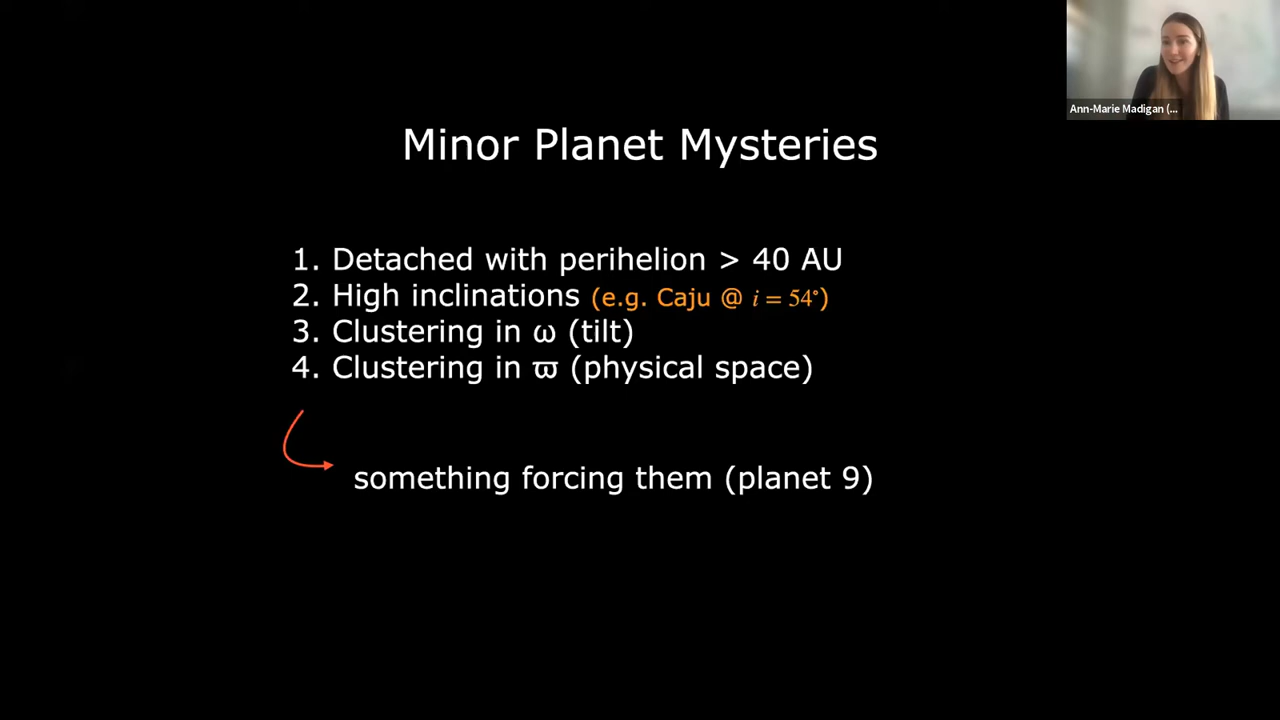 Ann-Marie Madigan (...
Minor Planet Mysteries
1. Detached with perihelion > 40 AU
2. High inclinations (e.g. Caju @ i = 54°)
3. Clustering in ω (tilt)
4. Clustering in ϖ (physical space)
something forcing them (planet 9)